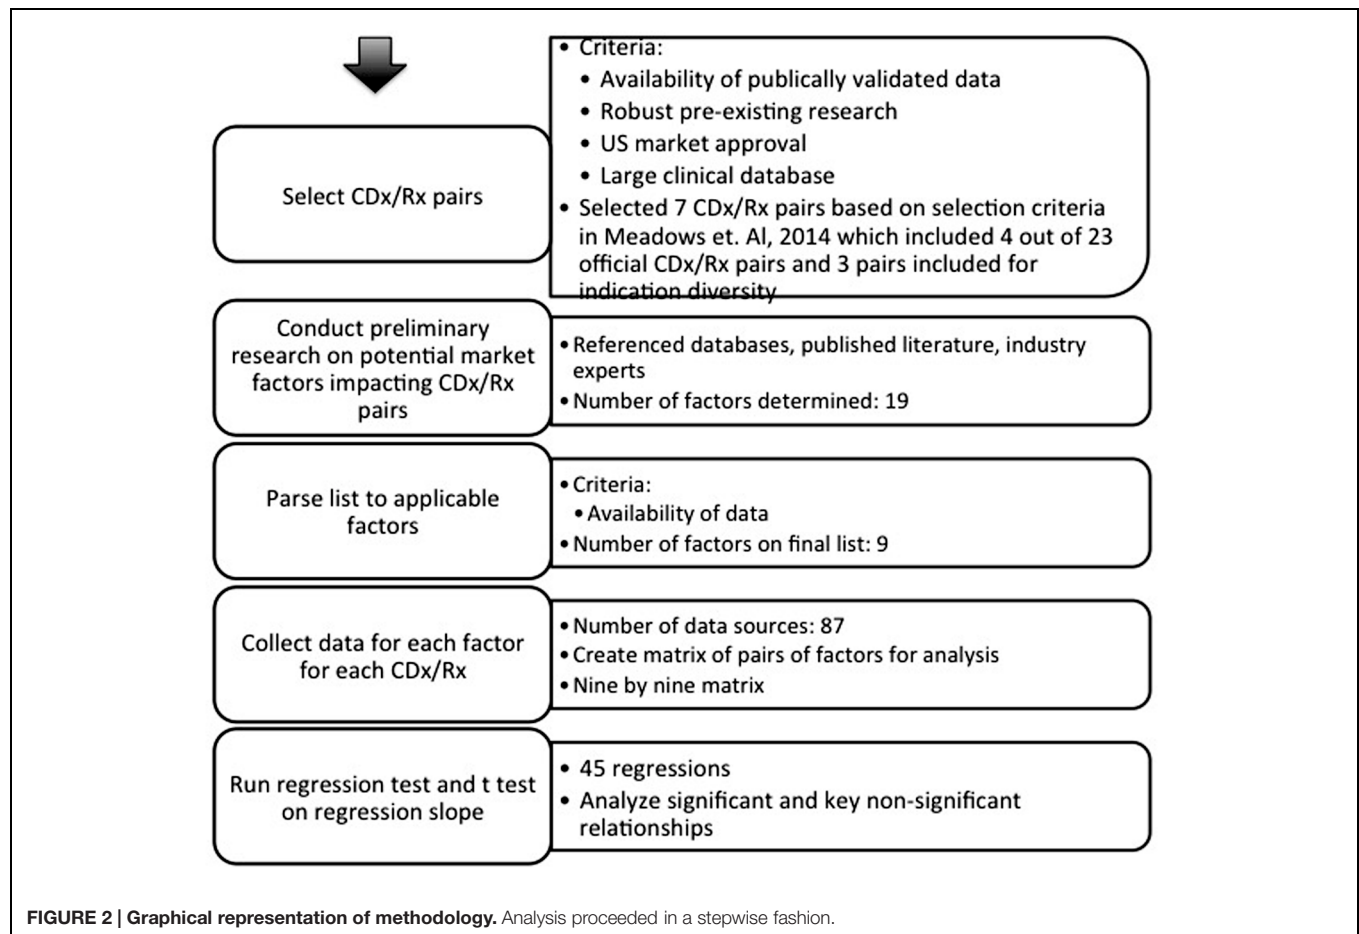 • Criteria:
• Availability of publically validated data
• Robust pre-existing research
• US market approval
• Large clinical database
Select CDx/Rx pairs
• Selected 7 CDx/Rx pairs based on selection criteria
in Meadows et. Al, 2014 which included 4 out of 23
official CDx/Rx pairs and 3 pairs included for
indication diversity
Conduct preliminary
research on potential market
factors impacting CDx/Rx
pairs
• Referenced databases, published literature, industry
experts
• Number of factors determined: 19
Parse list to applicable
factors
• Criteria:
• Availability of data
• Number of factors on final list: 9
Collect data for each factor
for each CDx/Rx
• Number of data sources: 87
• Create matrix of pairs of factors for analysis
• Nine by nine matrix
Run regression test and t test
on regression slope
• 45 regressions
• Analyze significant and key non-significant
relationships
FIGURE 2 | Graphical representation of methodology. Analysis proceeded in a stepwise fashion.